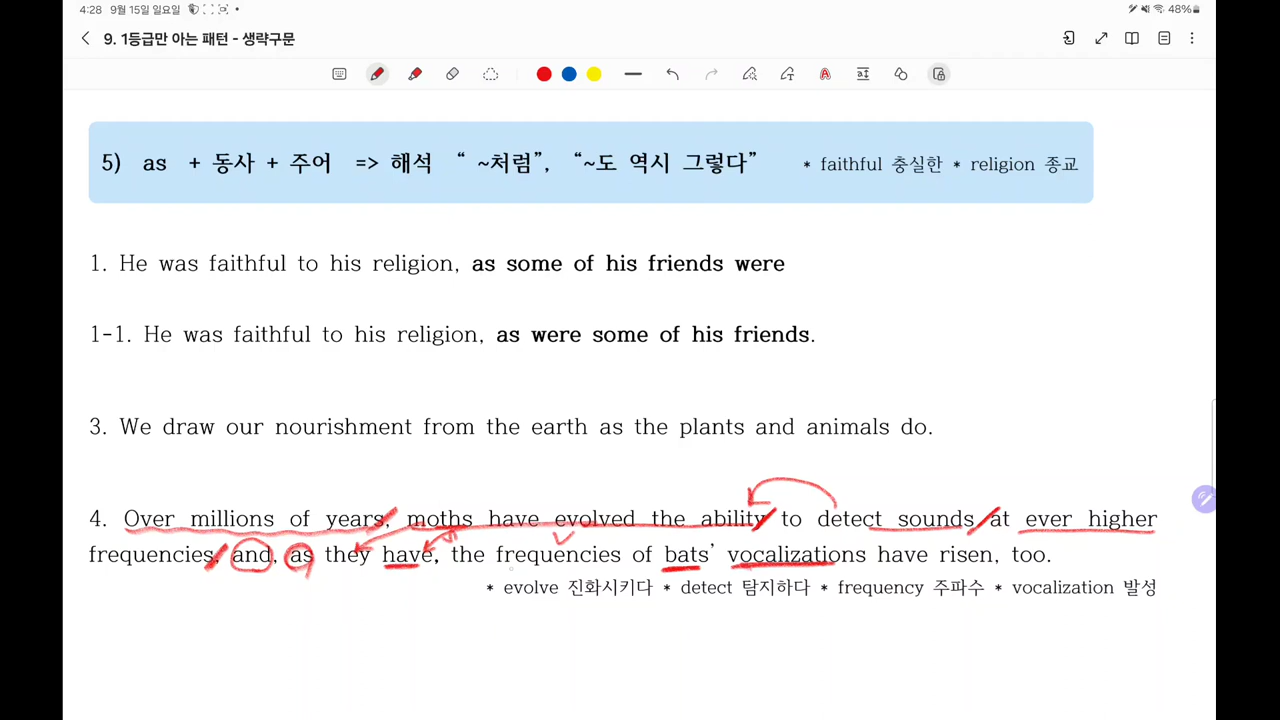 4:28 9월 15일 일요일
48%
9. 1등급만 아는 패턴 - 생략구문
5) as + 동사 + 주어 => 해석 “ ~처럼”, “~도 역시 그렇다” * faithful 충실한 * religion 종교
1. He was faithful to his religion, as some of his friends were
1-1. He was faithful to his religion, as were some of his friends.
3. We draw our nourishment from the earth as the plants and animals do.
4. Over millions of years, moths have evolved the ability to detect sounds at ever higher
frequencies, and, as they have, the frequencies of bats’ vocalizations have risen, too.
* evolve 진화시키다 * detect 탐지하다 * frequency 주파수 * vocalization 발성